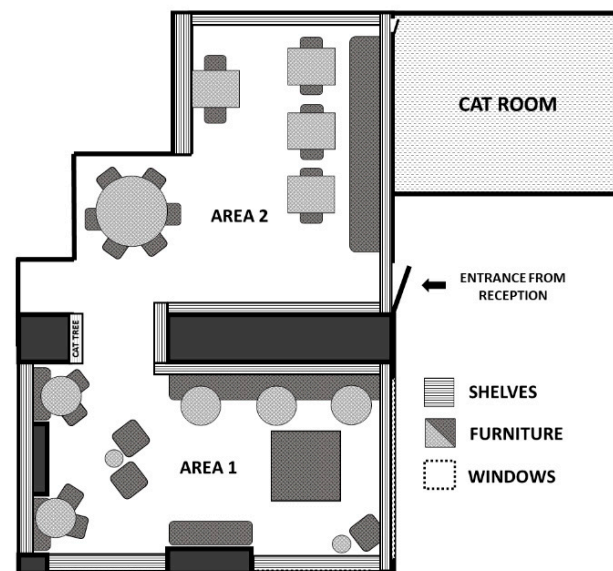 CAT ROOM
AREA 2
ENTRANCE FROM
RECEPTION
CAT TREE
AREA 1
SHELVES
FURNITURE
WINDOWS